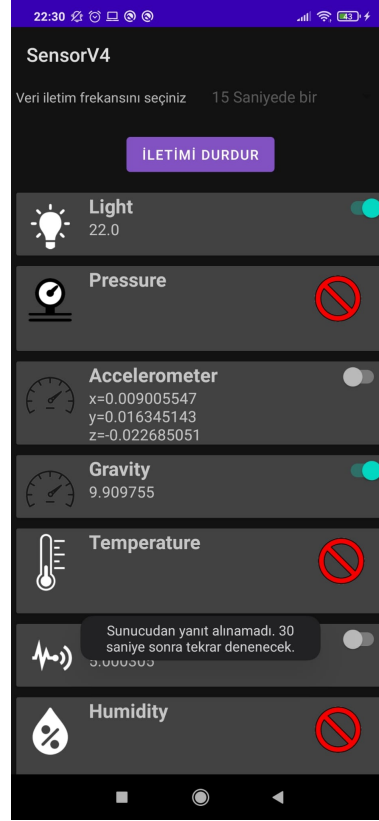 22:30
43
SensorV4
Veri iletim frekansını seçiniz 15 Saniyede bir
İLETİMİ DURDUR
Light
22.0
Pressure
Accelerometer
x=0.009005547
y=0.016345143
z=-0.022685051
Gravity
9.909755
Temperature
Sunucudan yanıt alınamadı. 30
saniye sonra tekrar denenecek.
5.000305
Humidity